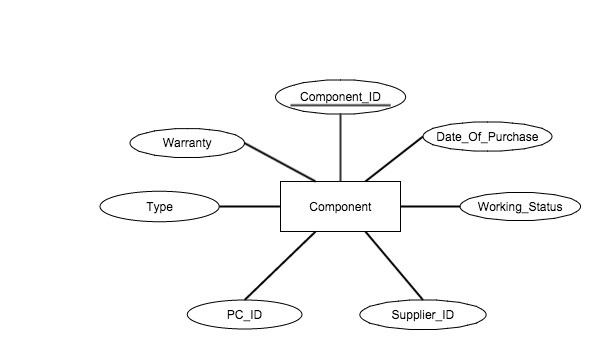 Component_ID
Date_Of_Purchase
Warranty
Type
Component
Working_Status
PC_ID
Supplier_ID